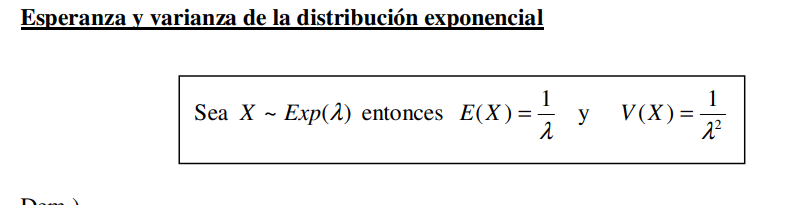 Esperanza y varianza de la distribución exponencial
Sea X ~ Exp(λ) entonces E(X) = 1/λ y V(X) = 1/λ²